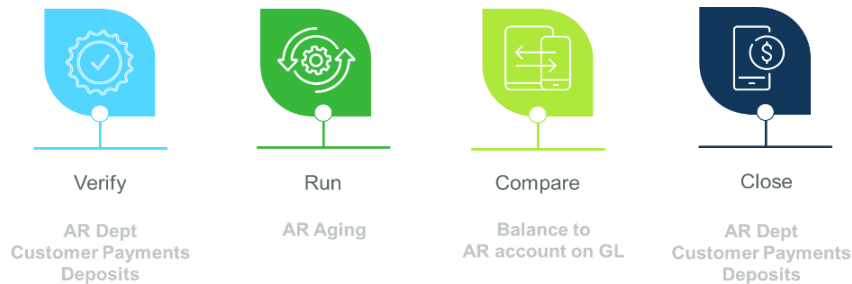 $
Verify
Run
Compare
Close
AR Dept
Customer Payments
Deposits
AR Aging
Balance to
AR account on GL
AR Dept
Customer Payments
Deposits